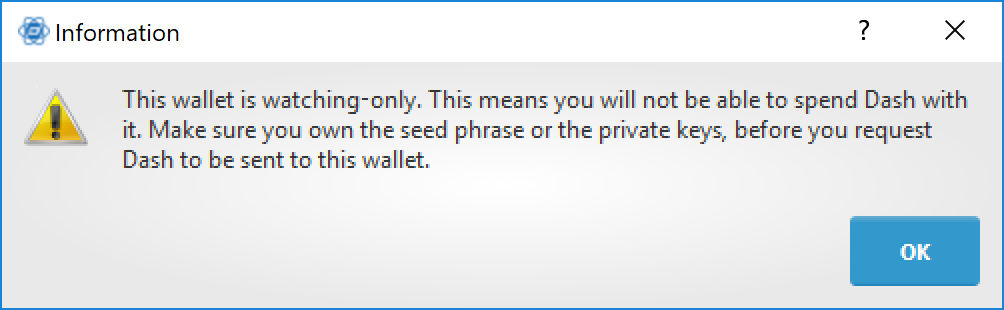 Information
?
This wallet is watching-only. This means you will not be able to spend Dash with
it. Make sure you own the seed phrase or the private keys, before you request
Dash to be sent to this wallet.
OK